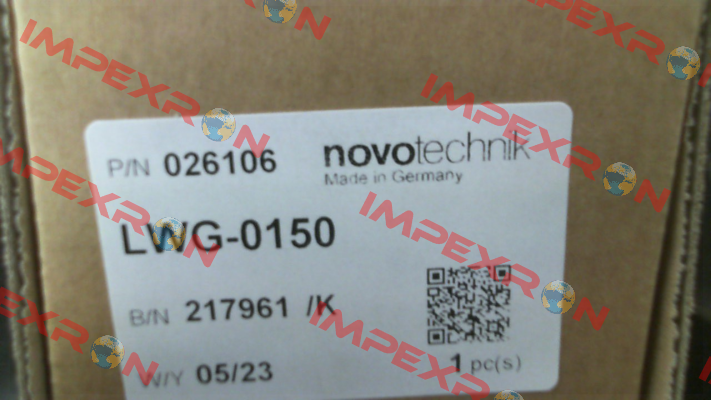 IMPEXRON
P/N 026106 novotechnik
Made in Germany
LWG-0150
B/N 217961 /K
W/Y 05/23 1 pc(s)